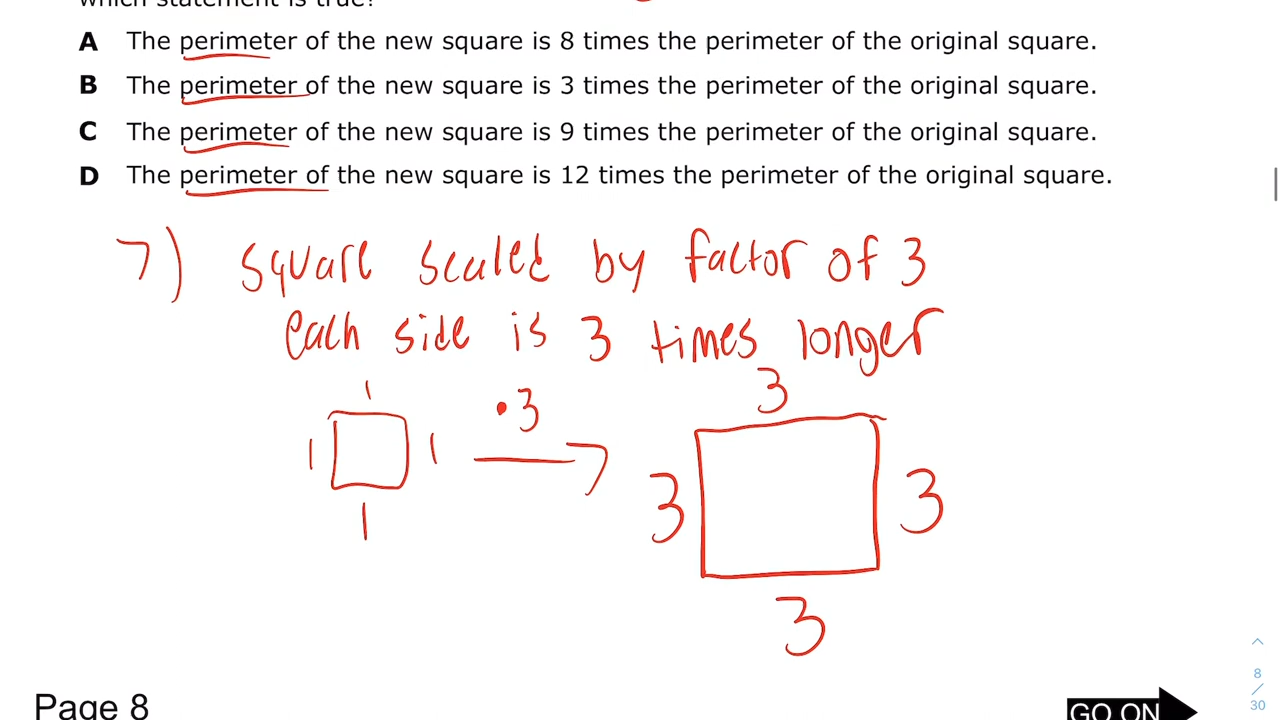 which statement is true?
A The perimeter of the new square is 8 times the perimeter of the original square.
B The perimeter of the new square is 3 times the perimeter of the original square.
C The perimeter of the new square is 9 times the perimeter of the original square.
D The perimeter of the new square is 12 times the perimeter of the original square.
7) square scaled by factor of 3
each side is 3 times longer
1 3
•3
1 1 3 3
1
3
Page 8
GO ON
8
/
30